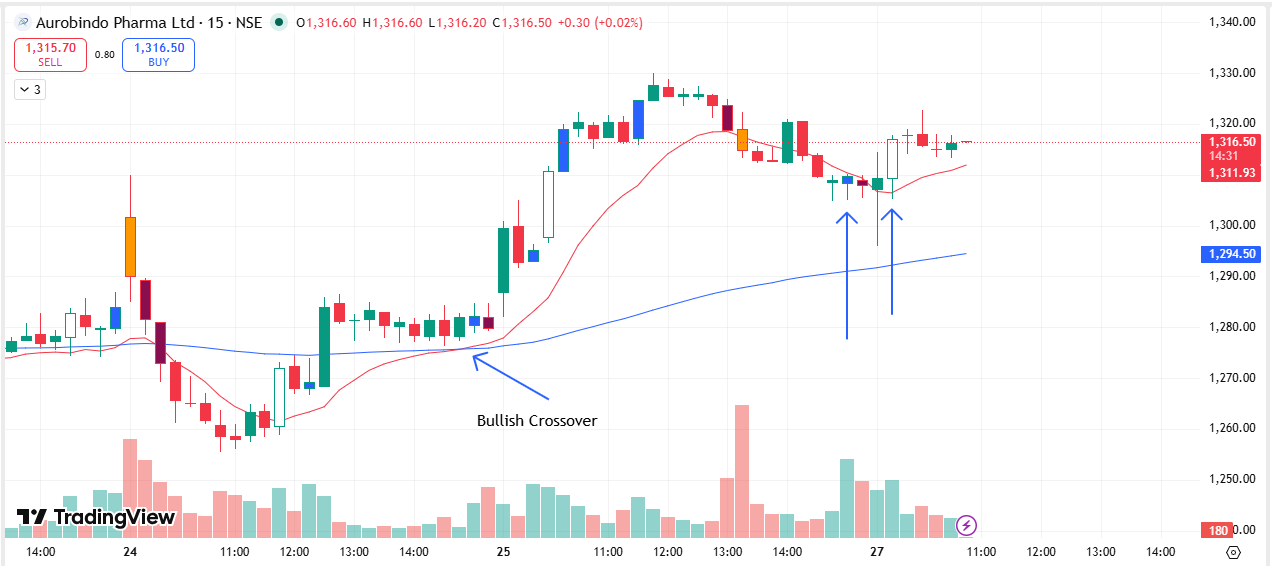 Aurobindo Pharma Ltd · 15 · NSE O1,316.60 H1,316.60 L1,316.20 C1,316.50 +0.30 (+0.02%)
1,315.70 0.80 1,316.50
SELL BUY
3
1,340.00
1,330.00
1,320.00
1,316.50
14:31
1,311.93
1,300.00
1,294.50
1,290.00
1,280.00
1,270.00
1,260.00
1,250.00
180 0.00
Bullish Crossover
TradingView
14:00 24 11:00 12:00 13:00 14:00 25 11:00 12:00 13:00 14:00 27 11:00 12:00 13:00 14:00